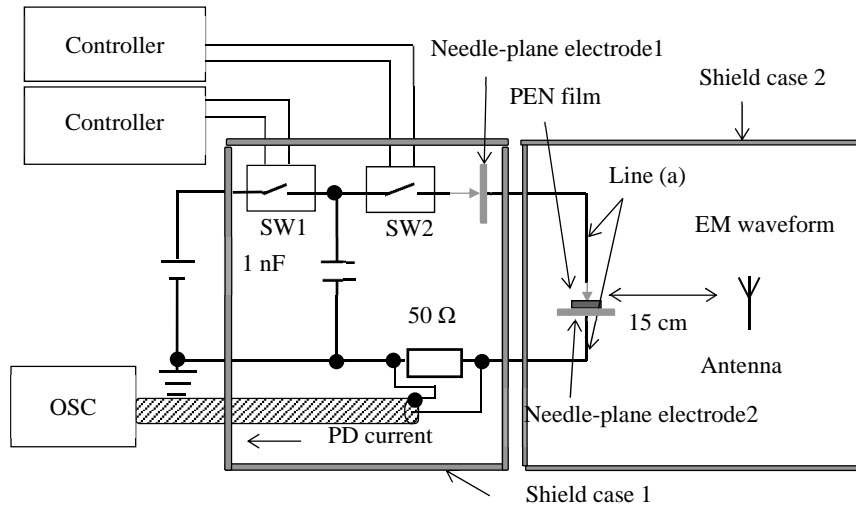 Controller
Needle-plane electrode1
PEN film
Shield case 2
Controller
Line (a)
SW1
SW2
EM waveform
1 nF
50 Ω
15 cm
Antenna
OSC
Needle-plane electrode2
PD current
Shield case 1